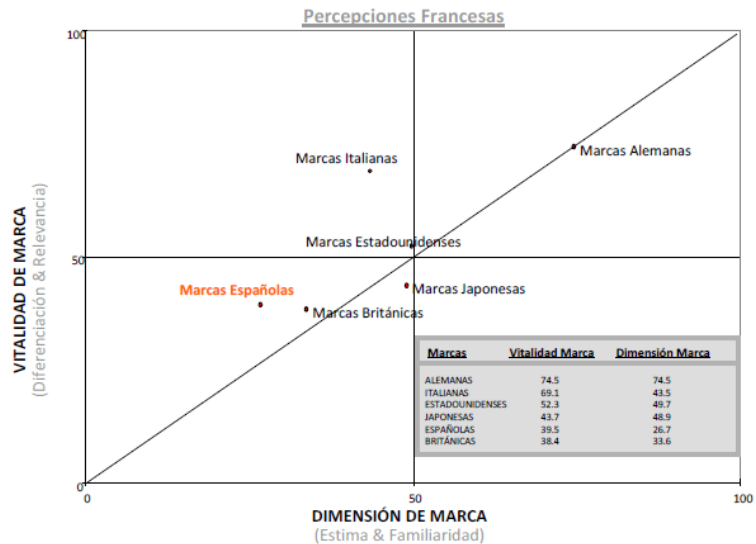 Percepciones Francesas
100
Marcas Alemanas
Marcas Italianas
Marcas Estadounidenses
50
Marcas Españolas
Marcas Japonesas
Marcas Británicas
VITALIDAD DE MARCA
(Diferenciación & Relevancia)
Marcas Vitalidad Marca Dimensión Marca
ALEMANAS 74.5 74.5
ITALIANAS 69.1 43.5
ESTADOUNIDENSES 52.3 49.7
JAPONESAS 43.7 48.9
ESPAÑOLAS 39.5 26.7
BRITÁNICAS 38.4 33.6
0
0 50 100
DIMENSIÓN DE MARCA
(Estima & Familiaridad)